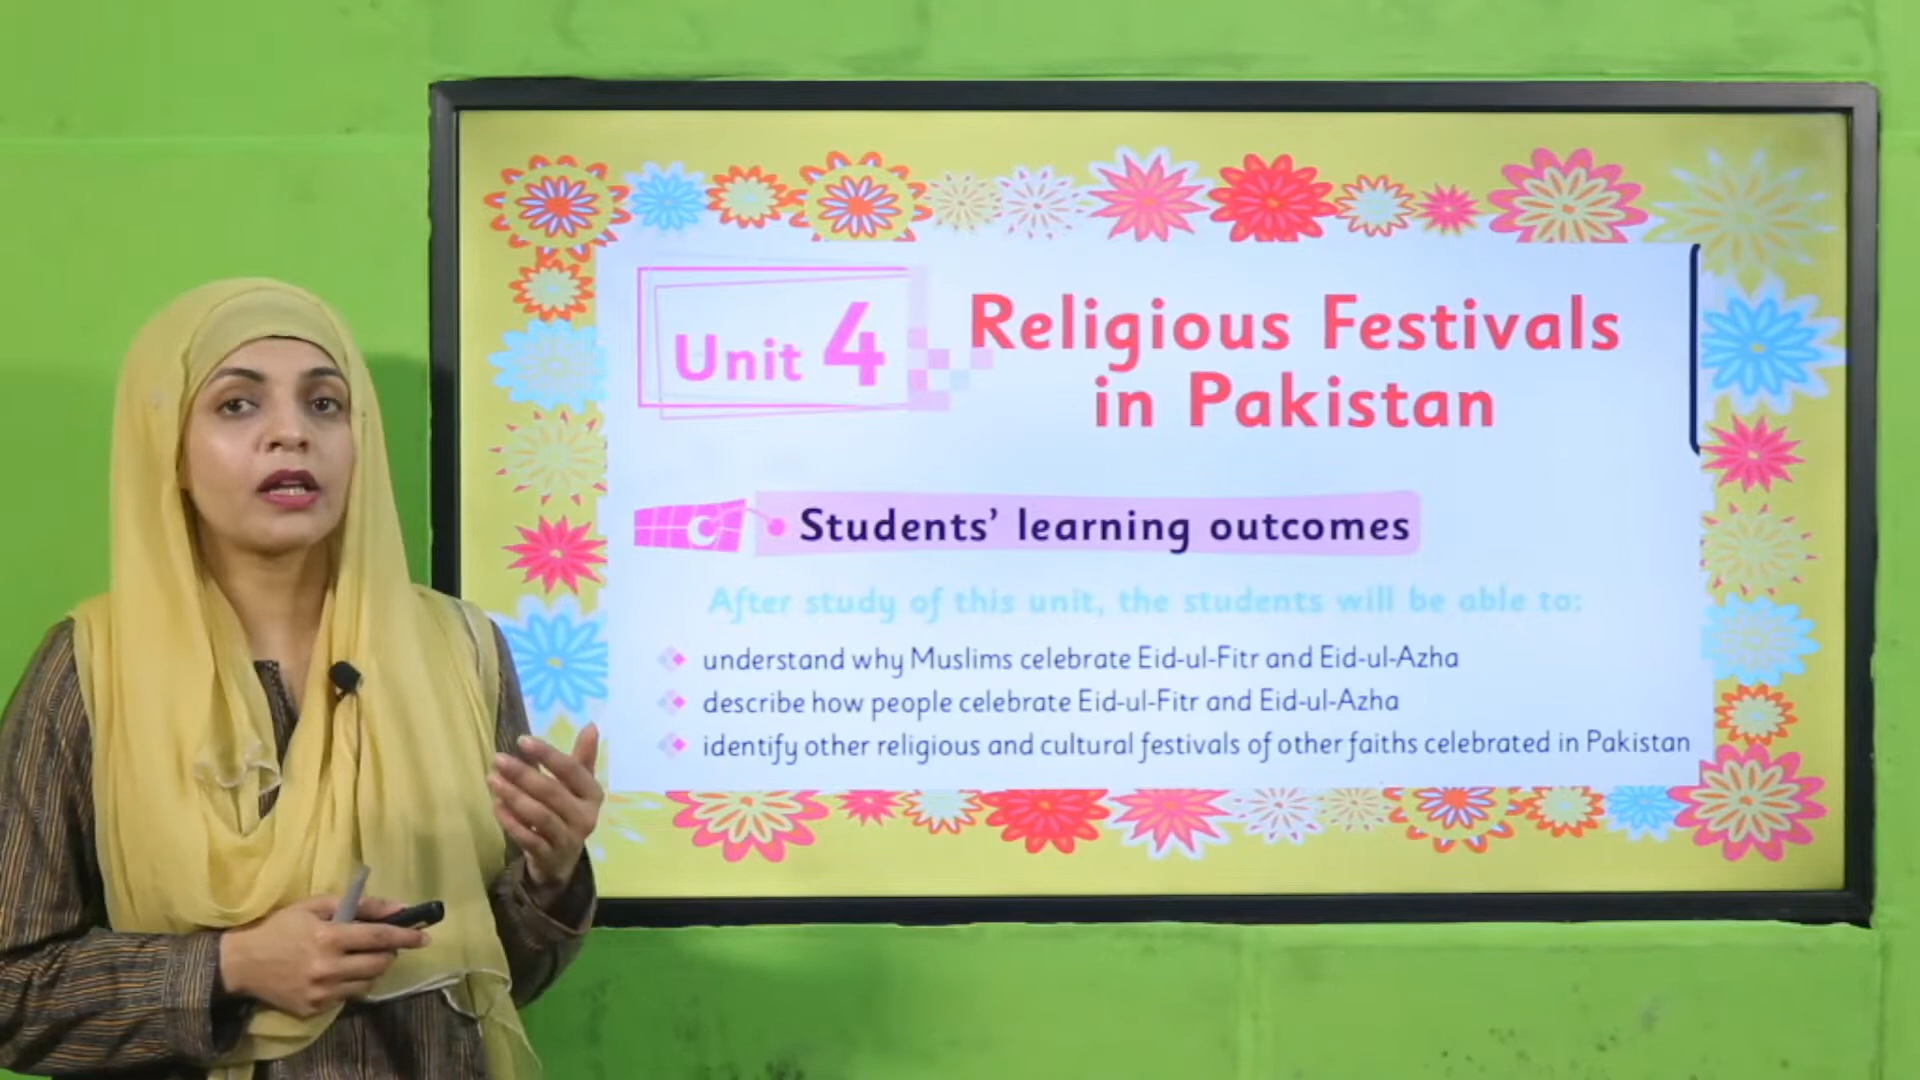 Unit 4
Religious Festivals
in Pakistan
Students' learning outcomes
After study of this unit, the students will be able to:
understand why Muslims celebrate Eid-ul-Fitr and Eid-ul-Azha
describe how people celebrate Eid-ul-Fitr and Eid-ul-Azha
identify other religious and cultural festivals of other faiths celebrated in Pakistan